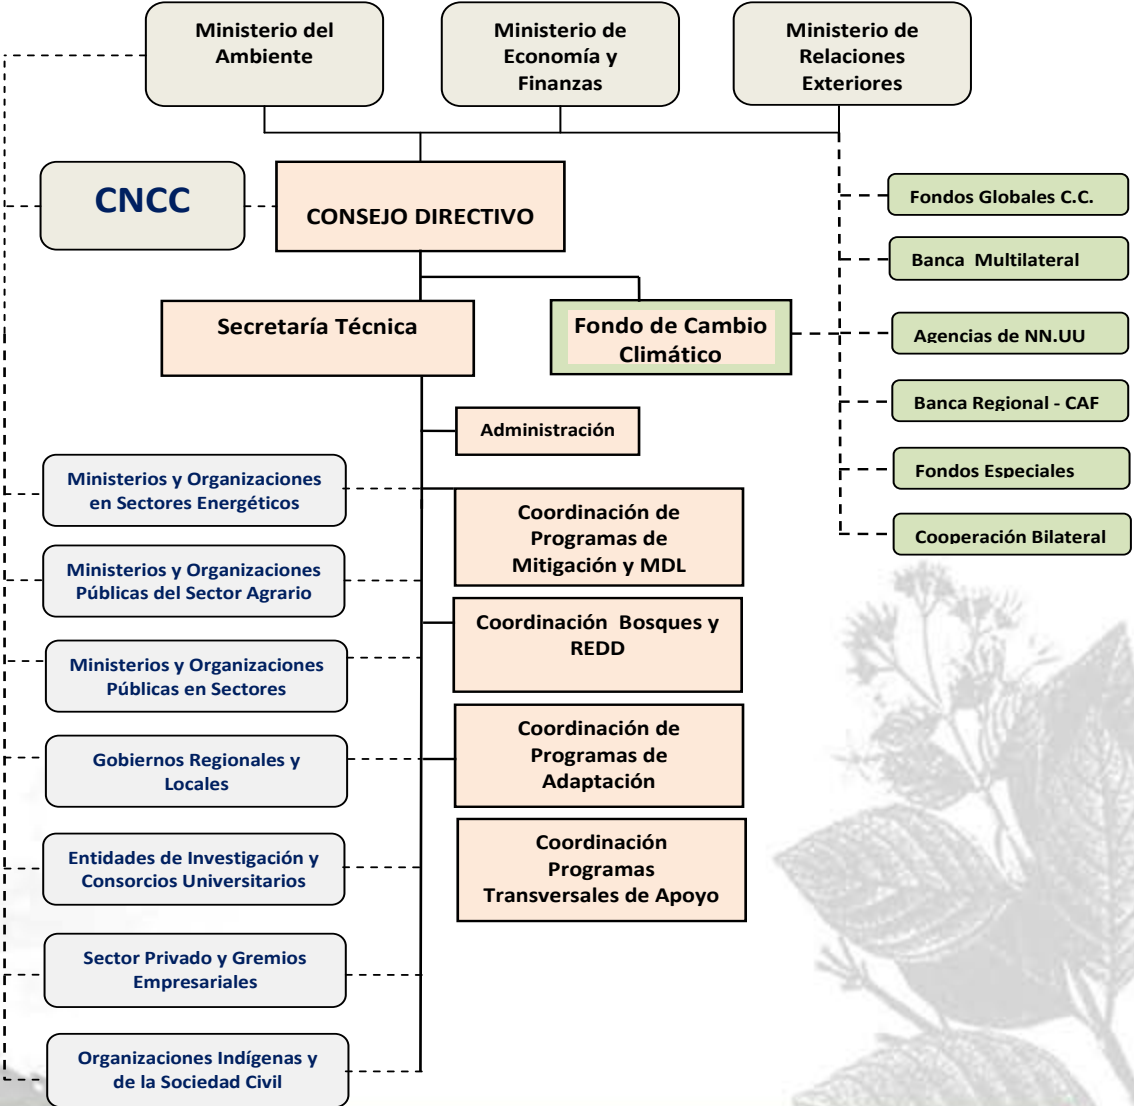 Ministerio del
Ambiente
Ministerio de
Economía y
Finanzas
Ministerio de
Relaciones
Exteriores
CNCC
CONSEJO DIRECTIVO
Fondos Globales C.C.
Banca Multilateral
Agencias de NN.UU
Banca Regional - CAF
Fondos Especiales
Cooperación Bilateral
Secretaría Técnica
Fondo de Cambio
Climático
Administración
Ministerios y Organizaciones
en Sectores Energéticos
Ministerios y Organizaciones
Públicas del Sector Agrario
Ministerios y Organizaciones
Públicas en Sectores
Gobiernos Regionales y
Locales
Entidades de Investigación y
Consorcios Universitarios
Sector Privado y Gremios
Empresariales
Organizaciones Indígenas y
de la Sociedad Civil
Coordinación de
Programas de
Mitigación y MDL
Coordinación Bosques y
REDD
Coordinación de
Programas de
Adaptación
Coordinación
Programas
Transversales de Apoyo